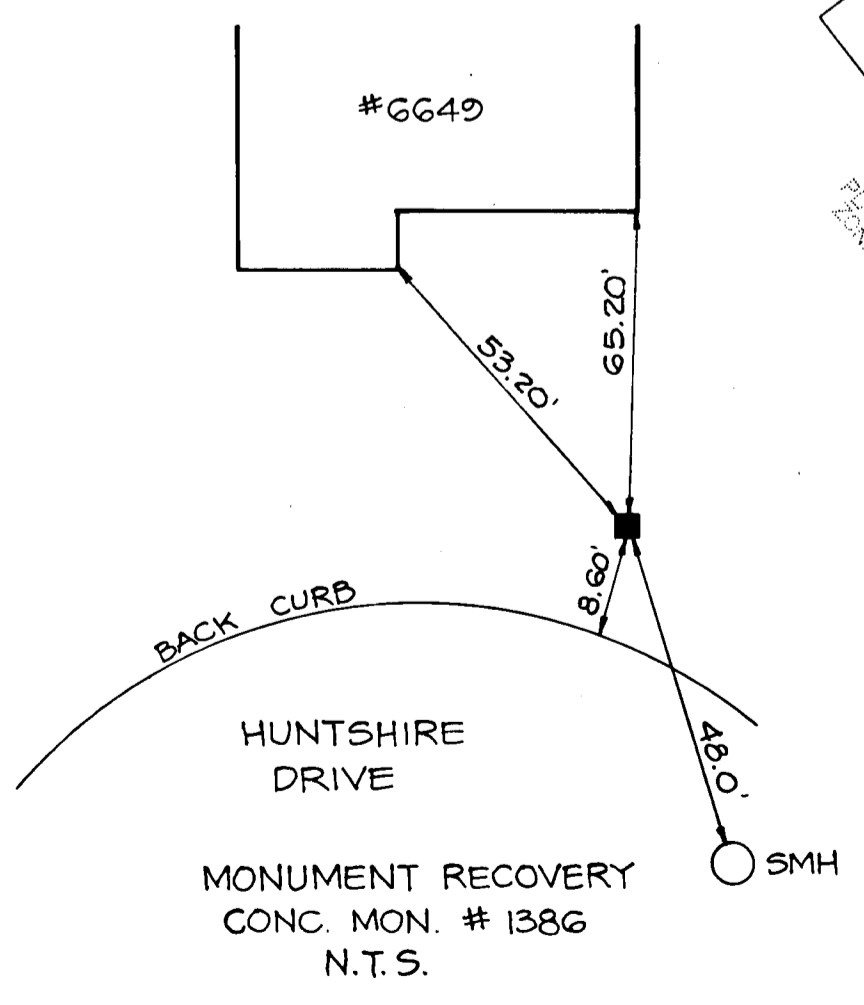 #6649
53.20'
65.20'
8.60'
BACK CURB
HUNTSHIRE
DRIVE
48.0'
SMH
MONUMENT RECOVERY
CONC. MON. # 1386
N.T.S.